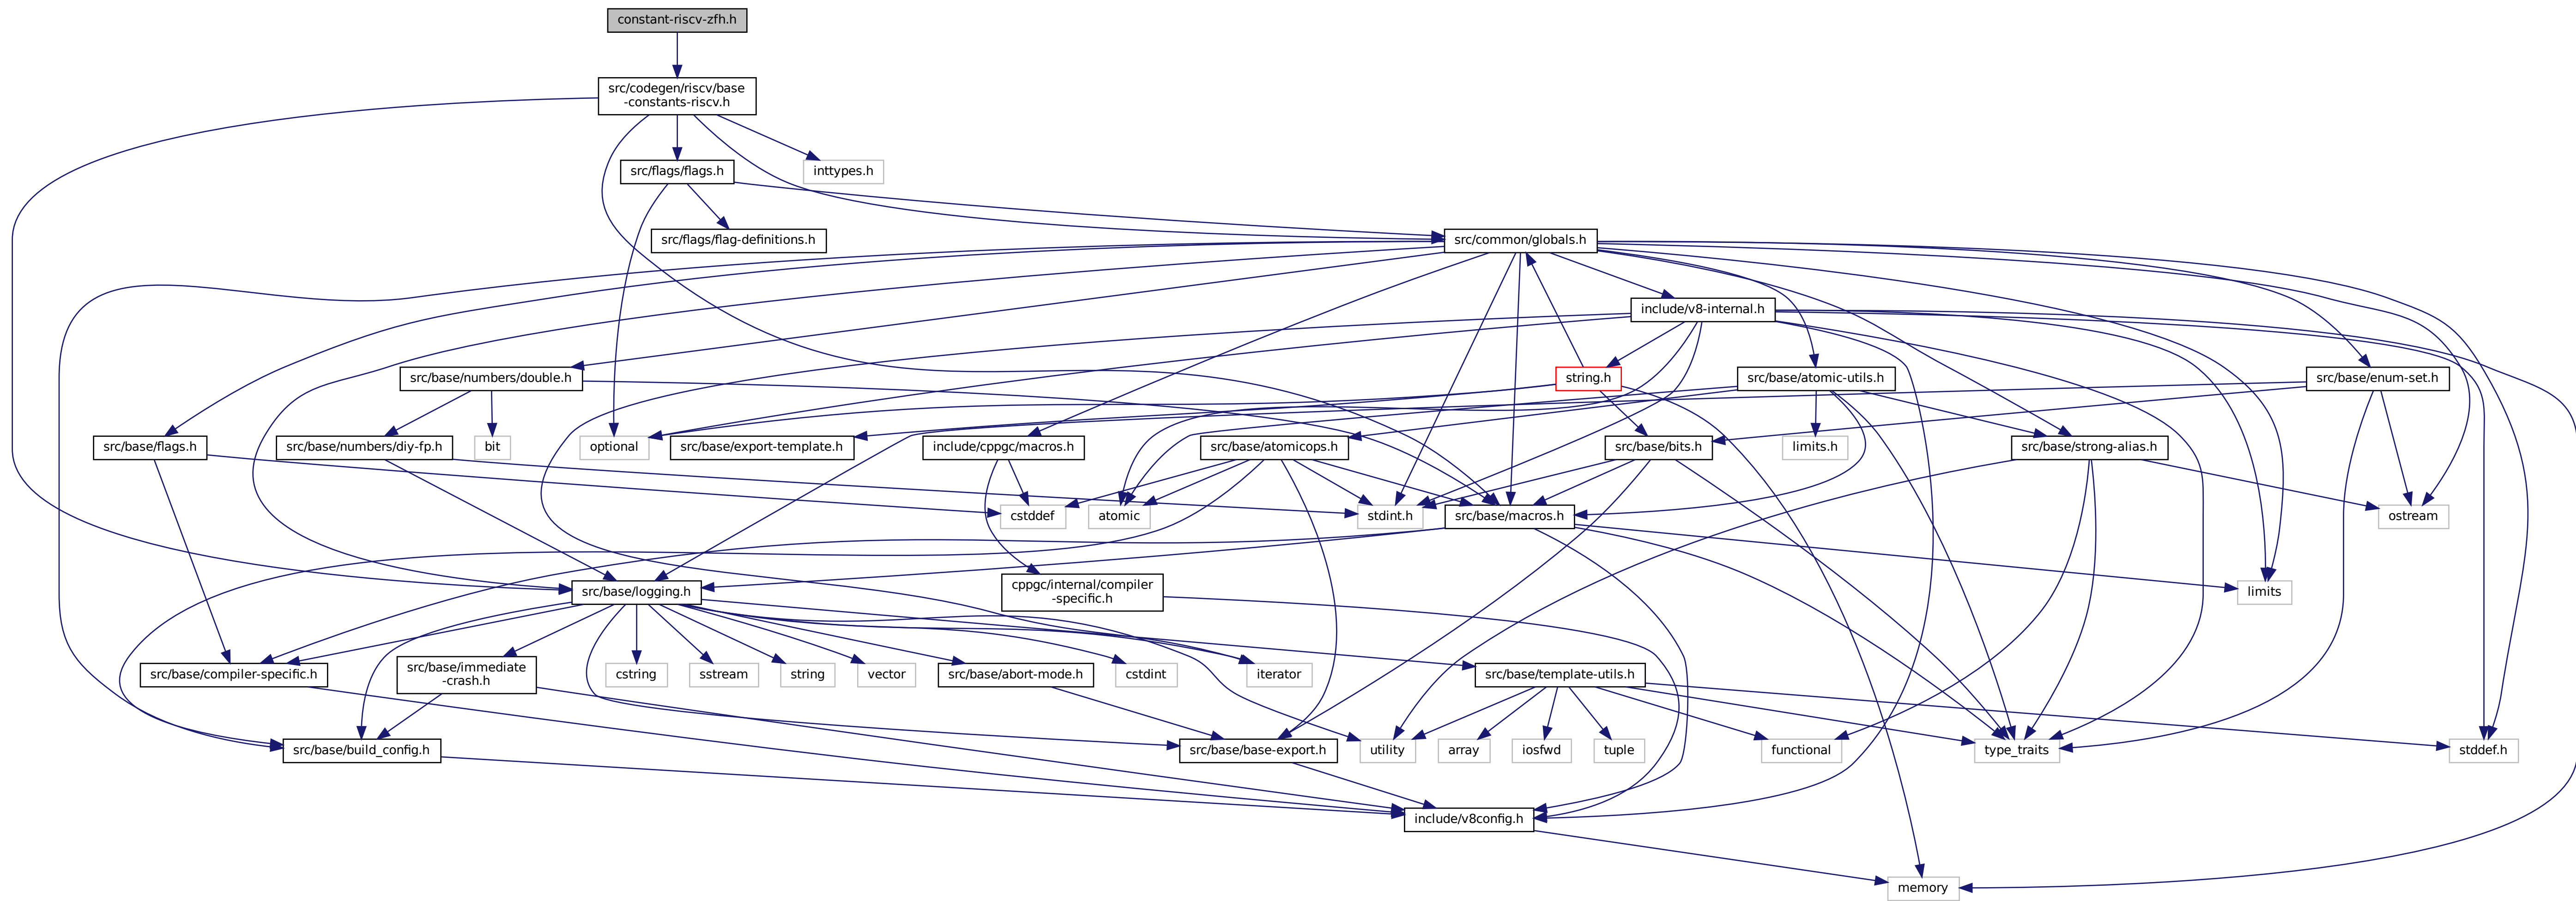 constant-riscv-zfh.h
src/codegen/riscv/base
-constants-riscv.h
src/flags/flags.h
inttypes.h
src/flags/flag-definitions.h
src/common/globals.h
include/v8-internal.h
src/base/numbers/double.h
string.h
src/base/atomic-utils.h
src/base/enum-set.h
src/base/flags.h
src/base/numbers/diy-fp.h
bit
optional
src/base/export-template.h
include/cppgc/macros.h
src/base/atomicops.h
src/base/bits.h
limits.h
src/base/strong-alias.h
cstddef
atomic
stdint.h
src/base/macros.h
ostream
src/base/logging.h
cppgc/internal/compiler
-specific.h
limits
src/base/compiler-specific.h
src/base/immediate
-crash.h
cstring
sstream
string
vector
src/base/abort-mode.h
cstdint
iterator
src/base/template-utils.h
src/base/build_config.h
src/base/base-export.h
utility
array
iosfwd
tuple
functional
type_traits
stddef.h
include/v8config.h
memory